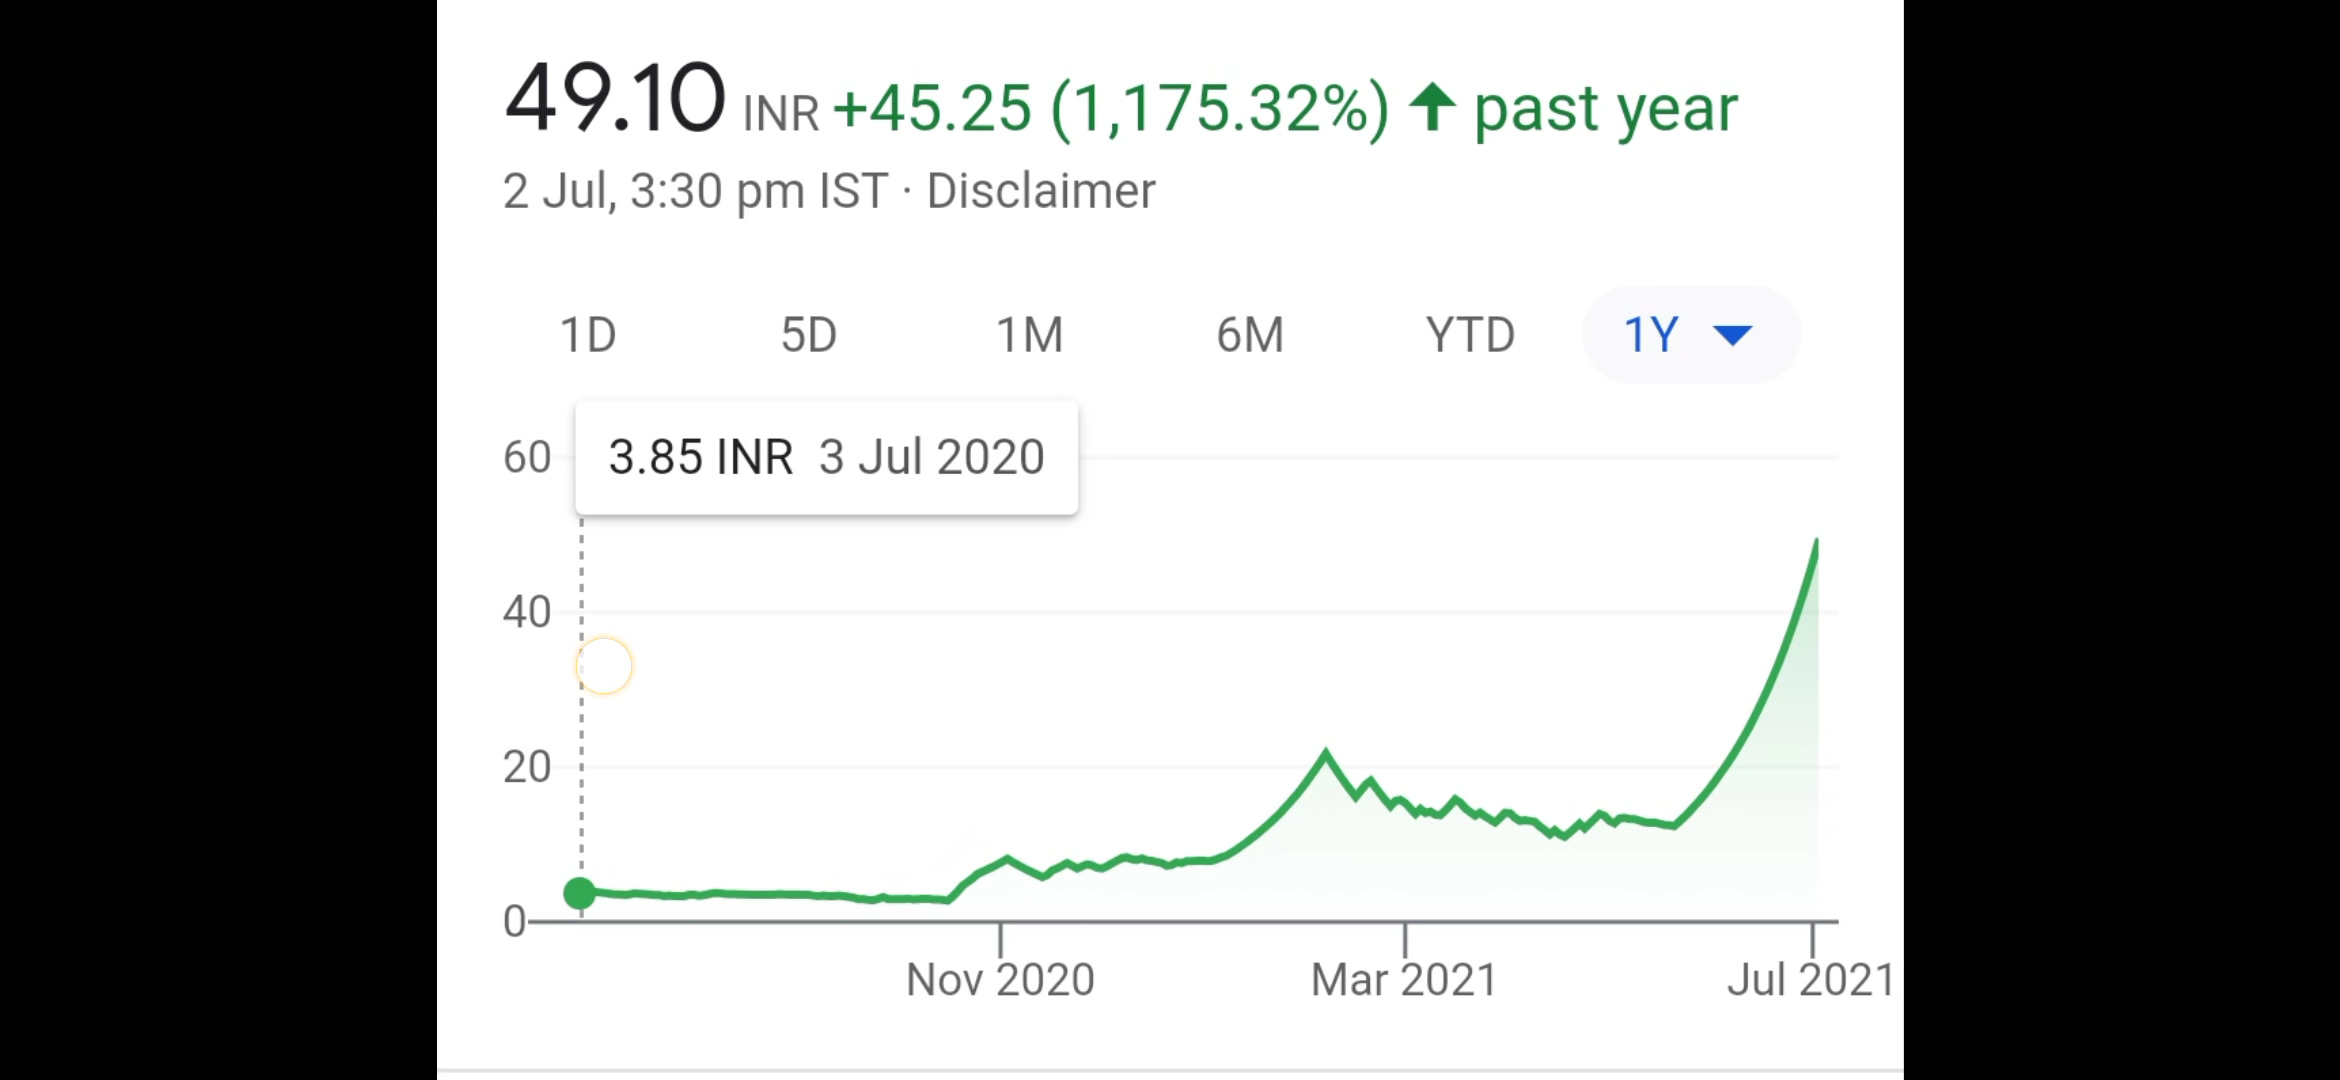 49.10 INR +45.25 (1,175.32%) ↑ past year
2 Jul, 3:30 pm IST · Disclaimer
1D 5D 1M 6M YTD 1Y
3.85 INR 3 Jul 2020
60
40
20
0
Nov 2020 Mar 2021 Jul 2021